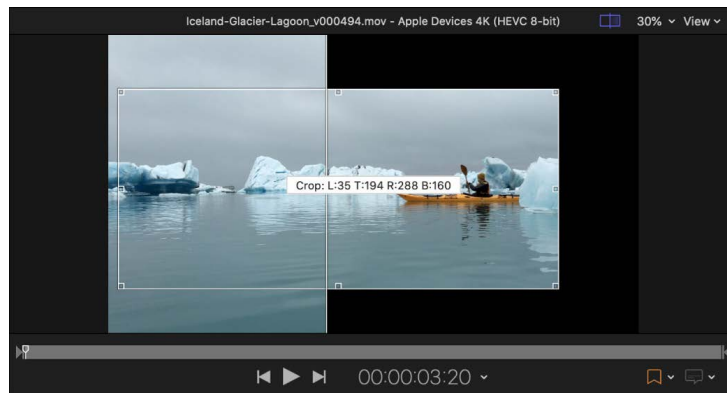 Iceland-Glacier-Lagoon_v000494.mov - Apple Devices 4K (HEVC 8-bit) 30% View
Crop: L:35 T:194 R:288 B:160
00:00:03:20